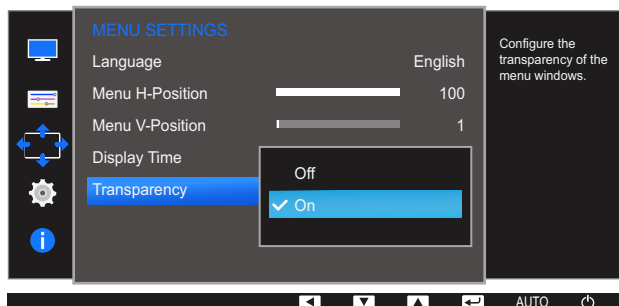 MENU SETTINGS
Language English
Menu H-Position 100
Menu V-Position 1
Display Time
Transparency
Off
On
Configure the
transparency of the
menu windows.
AUTO